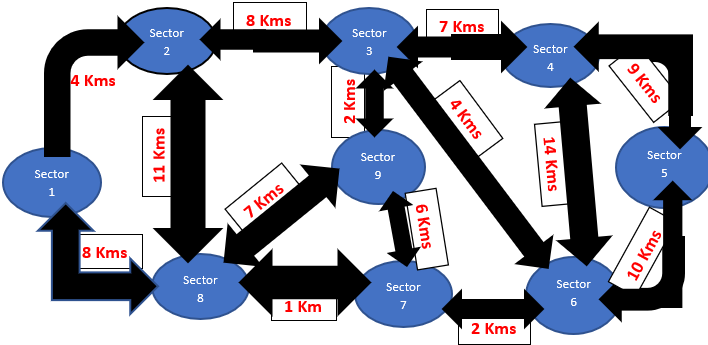 8 Kms
7 Kms
Sector
2
Sector
3
Sector
4
4 Kms
9 Kms
2 Kms
4 Kms
11 Kms
14 Kms
Sector
1
Sector
9
Sector
5
7 Kms
6 Kms
8 Kms
10 Kms
Sector
8
Sector
7
Sector
6
1 Km
2 Kms